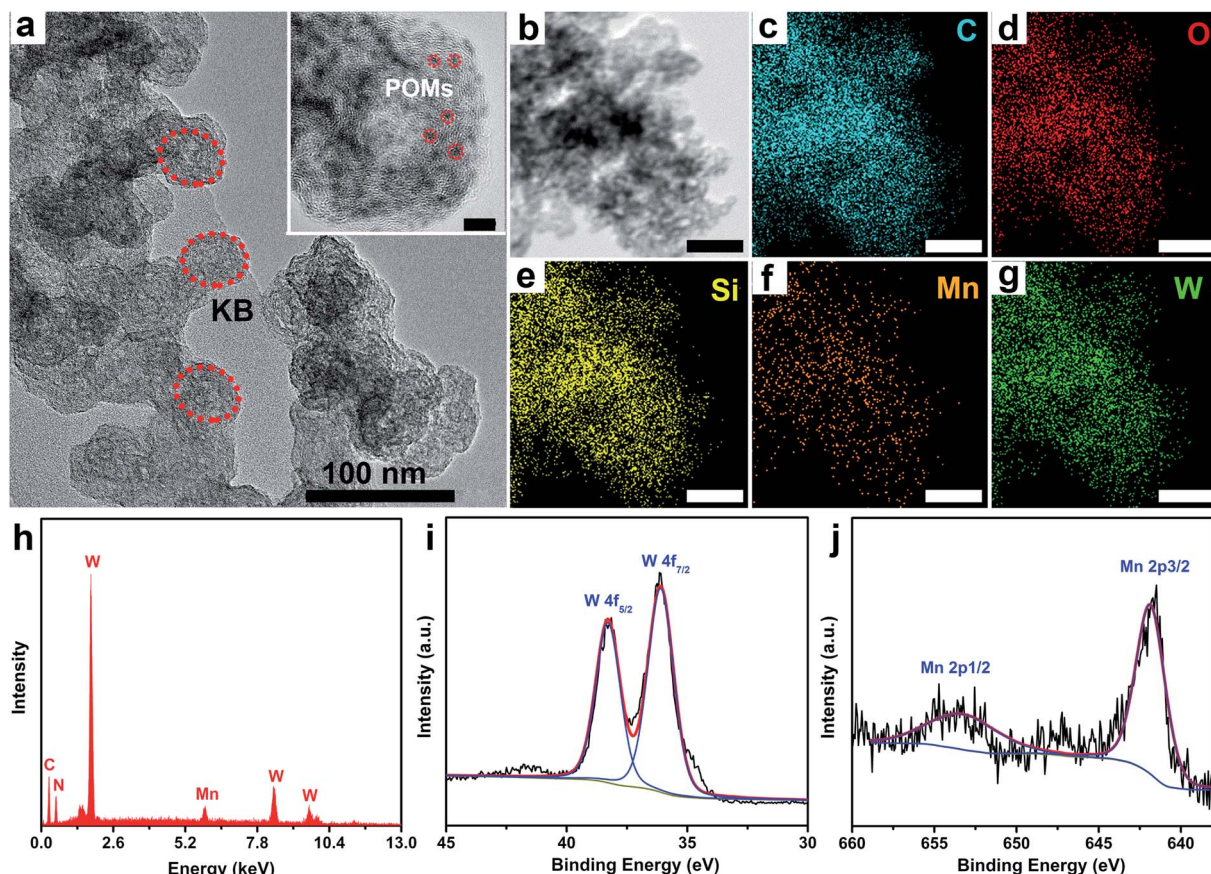 a
POMs
KB
100 nm
b
c
C
d
O
e
Si
f
Mn
g
W
h
W
C
N
Mn
W
W
Intensity
0.0 2.6 5.2 7.8 10.4 13.0
Energy (keV)
i
W 4f7/2
W 4f5/2
Intensity (a.u.)
45 40 35 30
Binding Energy (eV)
j
Mn 2p3/2
Mn 2p1/2
Intensity (a.u.)
660 655 650 645 640
Binding Energy (eV)